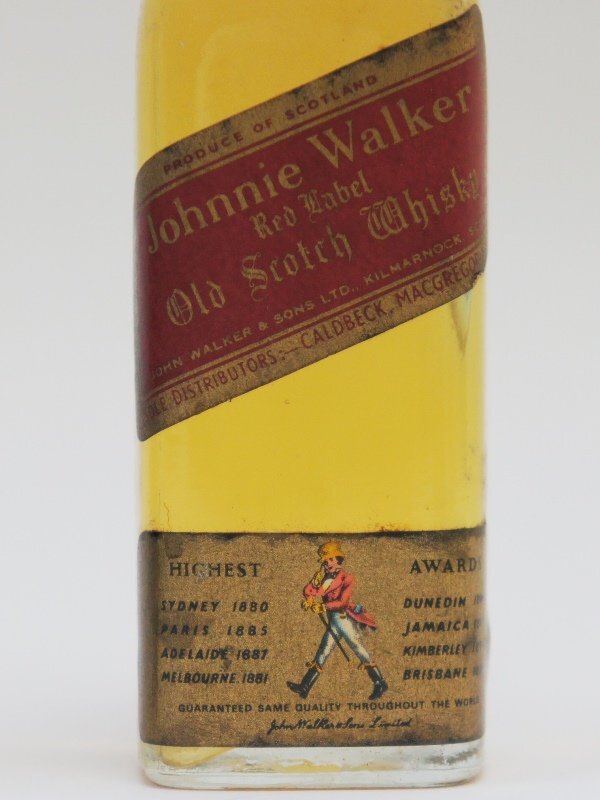 PRODUCE OF SCOTLAND
Johnnie Walker
Red Label
Old Scotch Whisky
JOHN WALKER & SONS LTD., KILMARNOCK
SOLE DISTRIBUTORS:— CALDBECK, MACGREGOR
HIGHEST AWARDS
SYDNEY 1880 DUNEDIN
PARIS 1885 JAMAICA
ADELAIDE 1887 KIMBERLEY
MELBOURNE.1881 BRISBANE
GUARANTEED SAME QUALITY THROUGHOUT THE WORLD
John Walker & Sons Limited